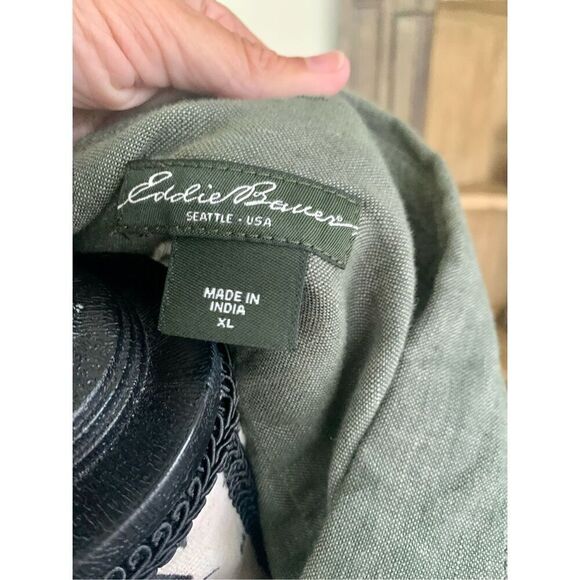 Eddie Bauer®
SEATTLE · USA
MADE IN
INDIA
XL